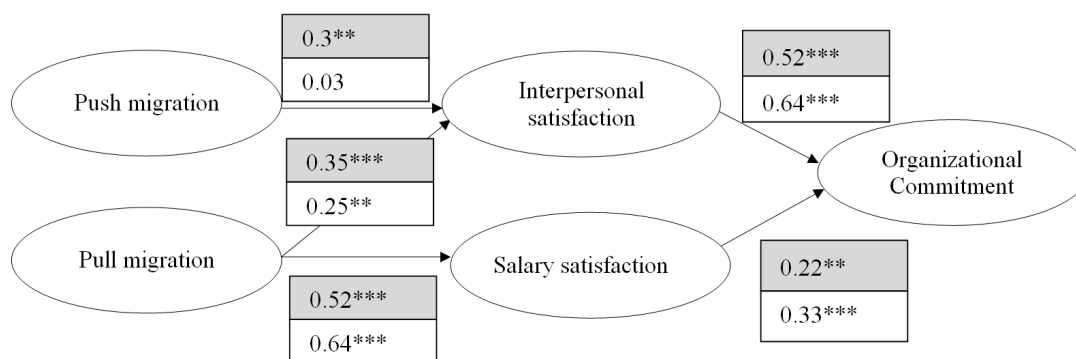 0.3**
0.03
Push migration
Interpersonal
satisfaction
0.52***
0.64***
0.35***
0.25**
Organizational
Commitment
Pull migration
Salary satisfaction
0.52***
0.64***
0.22**
0.33***